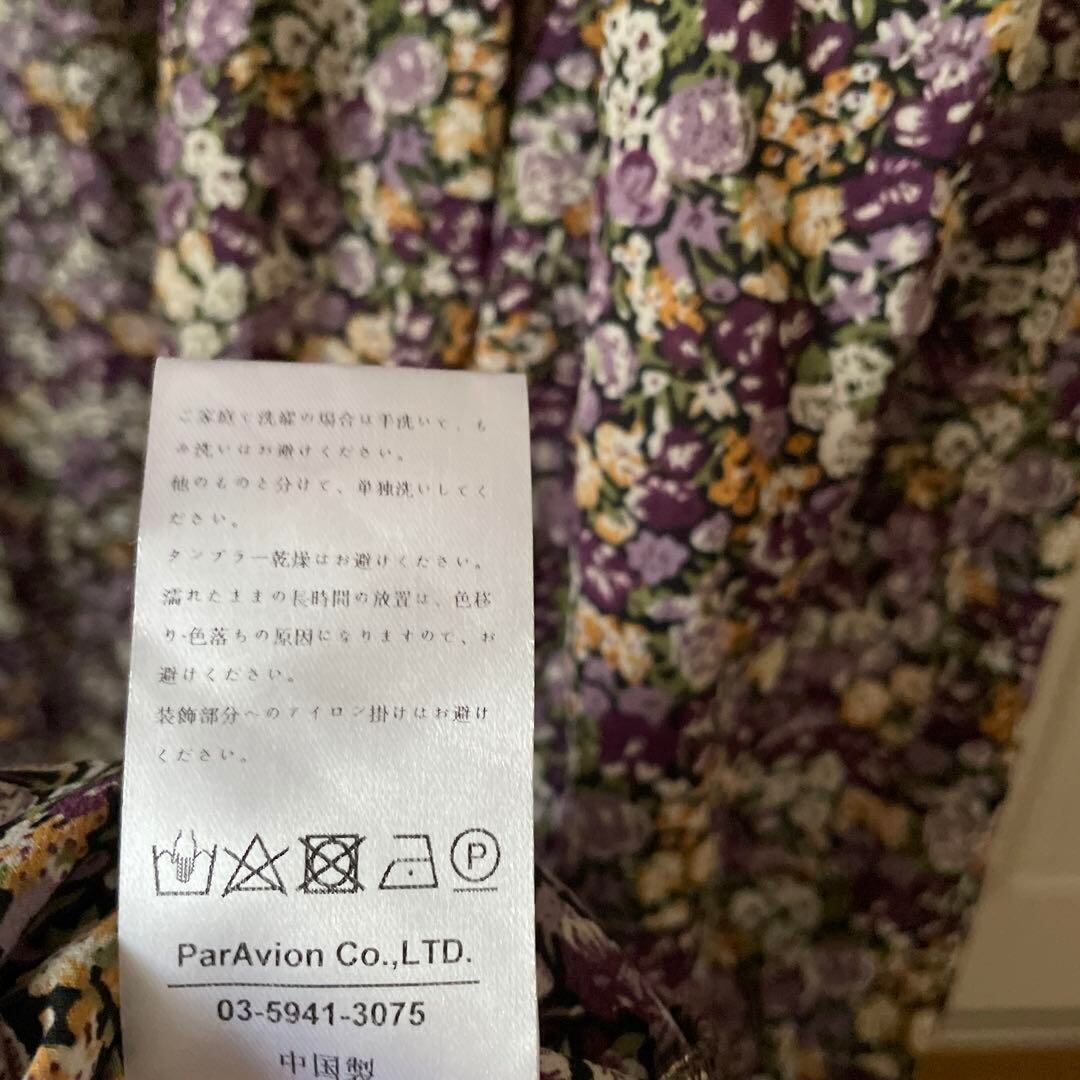 ご家庭で洗濯の場合は手洗いで、も
み洗いはお避けください。
他のものと分けて、単独洗いしてく
ださい。
タンブラー乾燥はお避けください。
濡れたままの長時間の放置は、色移
り・色落ちの原因になりますので、お
避けください。
装飾部分へのアイロン掛けはお避け
ください。
P
ParAvion Co.,LTD.
03-5941-3075
中国製